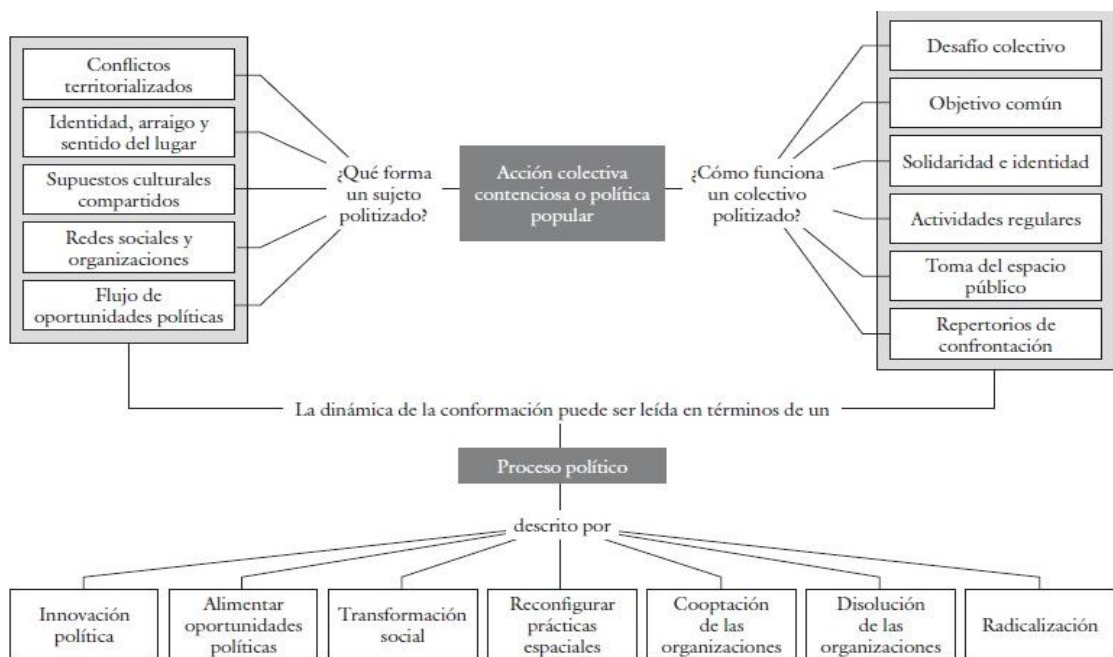 Conflictos
territorializados
Identidad, arraigo y
sentido del lugar
Supuestos culturales
compartidos
Redes sociales y
organizaciones
Flujo de
oportunidades políticas
¿Qué forma
un sujeto
politizado?
Acción colectiva
contenciosa o política
popular
¿Cómo funciona
un colectivo
politizado?
Desafío colectivo
Objetivo común
Solidaridad e identidad
Actividades regulares
Toma del espacio
público
Repertorios de
confrontación
La dinámica de la conformación puede ser leída en términos de un
Proceso político
descrito por
Innovación
política
Alimentar
oportunidades
políticas
Transformación
social
Reconfigurar
prácticas
espaciales
Cooptación
de las
organizaciones
Disolución
de las
organizaciones
Radicalización